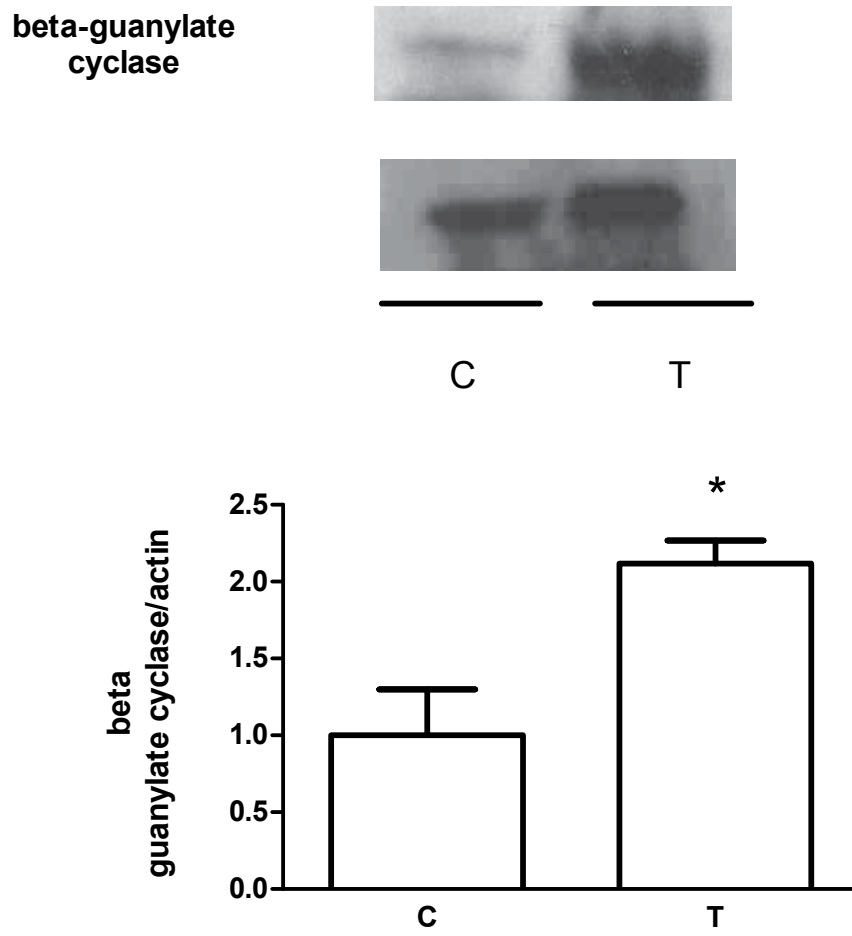 beta-guanylate
cyclase
C T
*
2.5
2.0
1.5
1.0
0.5
0.0
beta
guanylate cyclase/actin
C T